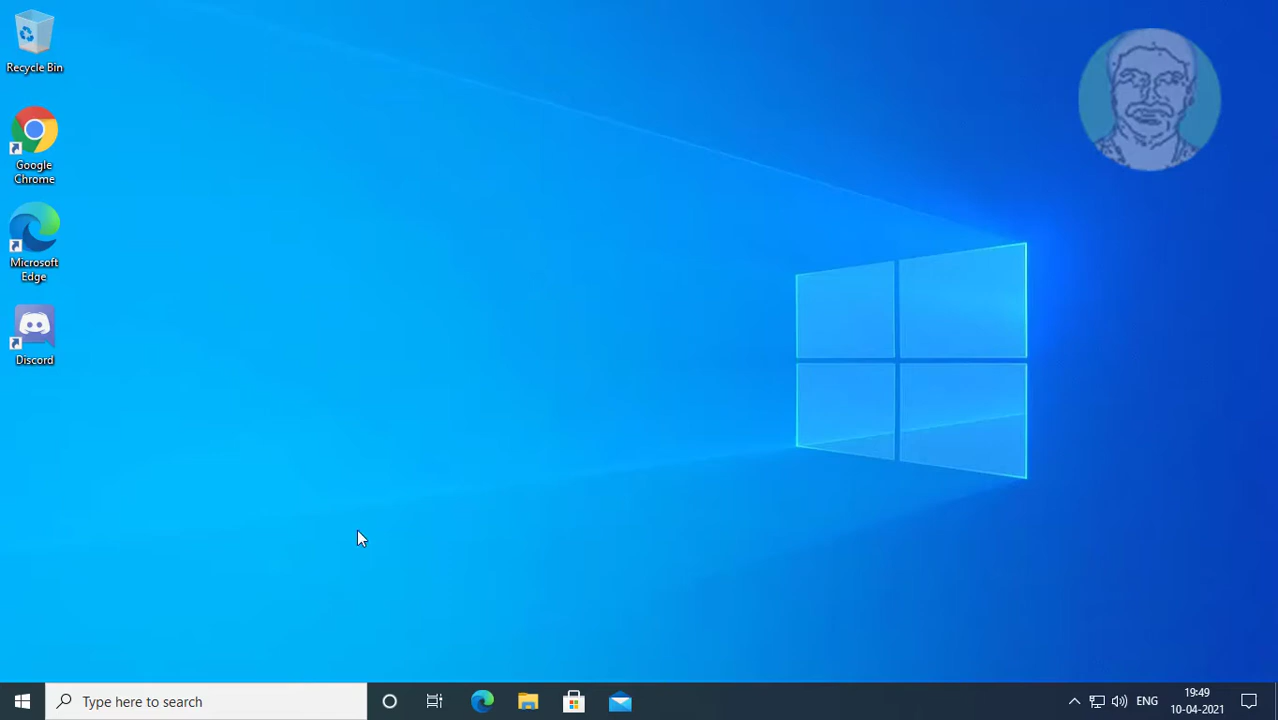 Recycle Bin
Google
Chrome
Microsoft
Edge
Discord
Type here to search
ENG
19:49
10-04-2021